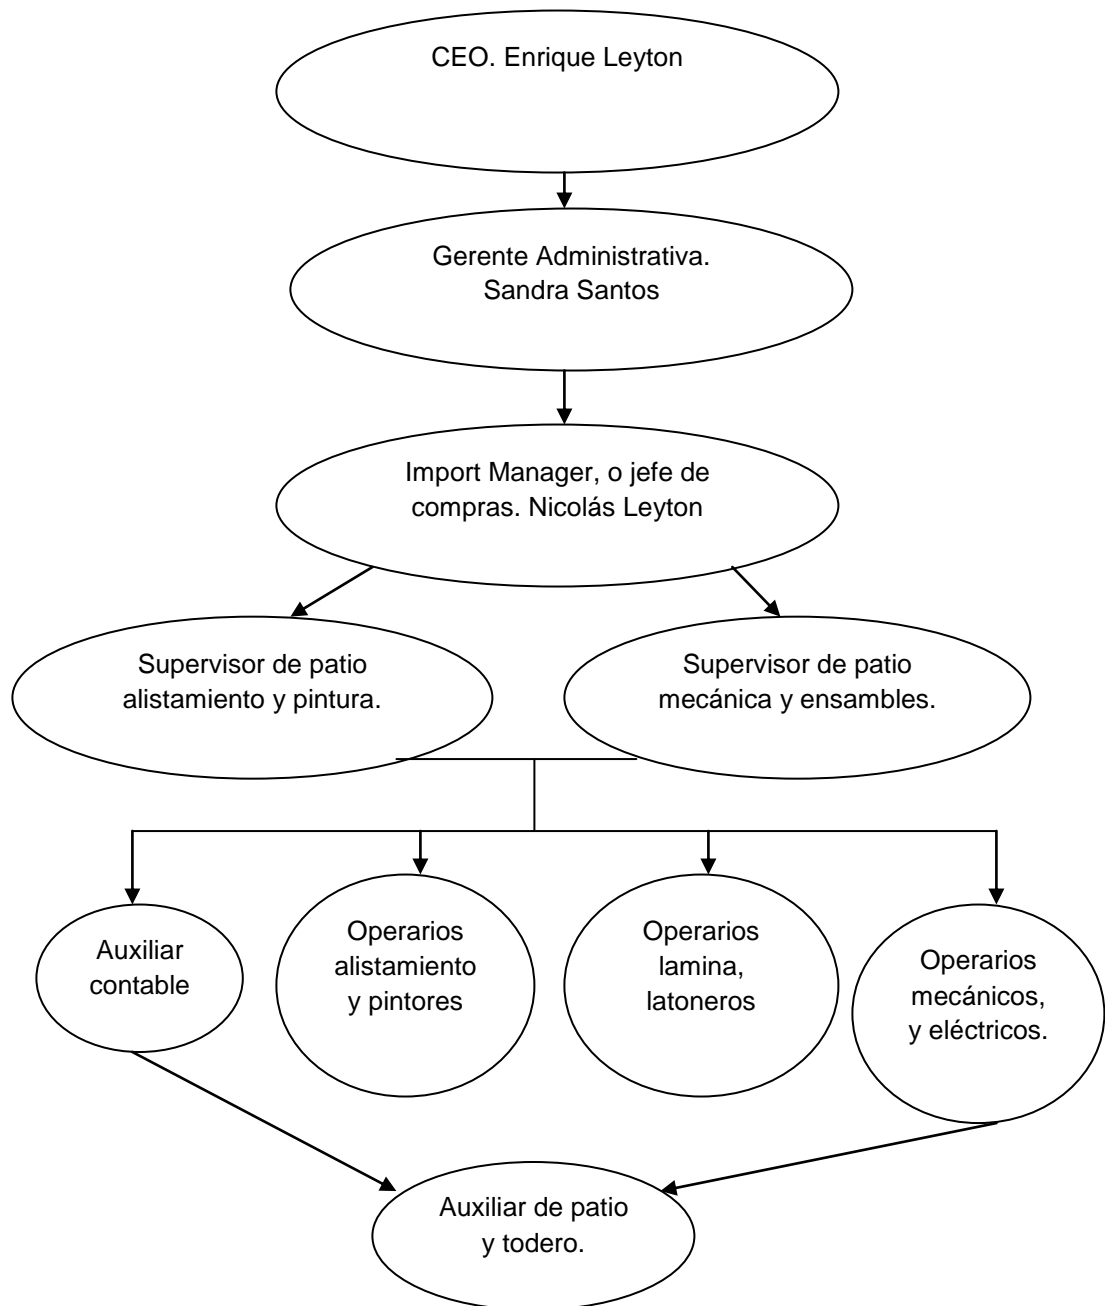 CEO. Enrique Leyton
Gerente Administrativa.
Sandra Santos
Import Manager, o jefe de
compras. Nicolás Leyton
Supervisor de patio
alistamiento y pintura.
Supervisor de patio
mecánica y ensambles.
Auxiliar
contable
Operarios
alistamiento
y pintores
Operarios
lamina,
latoneros
Operarios
mecánicos,
y eléctricos.
Auxiliar de patio
y todero.